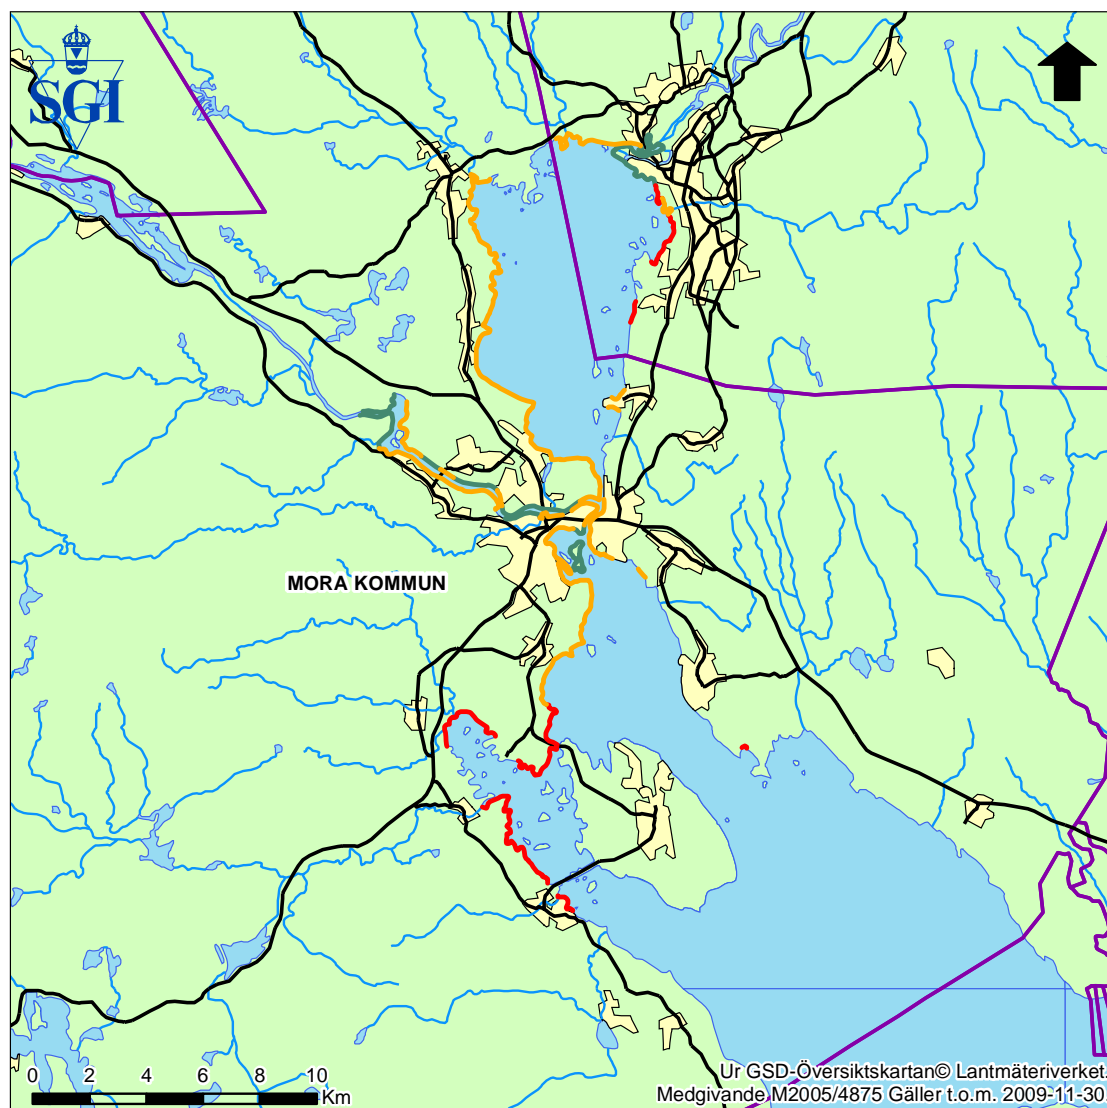 SGI
MORA KOMMUN
0 2 4 6 8 10
Km
Ur GSD-Översiktskartan© Lantmäteriverket.
Medgivande M2005/4875 Gäller t.o.m. 2009-11-30